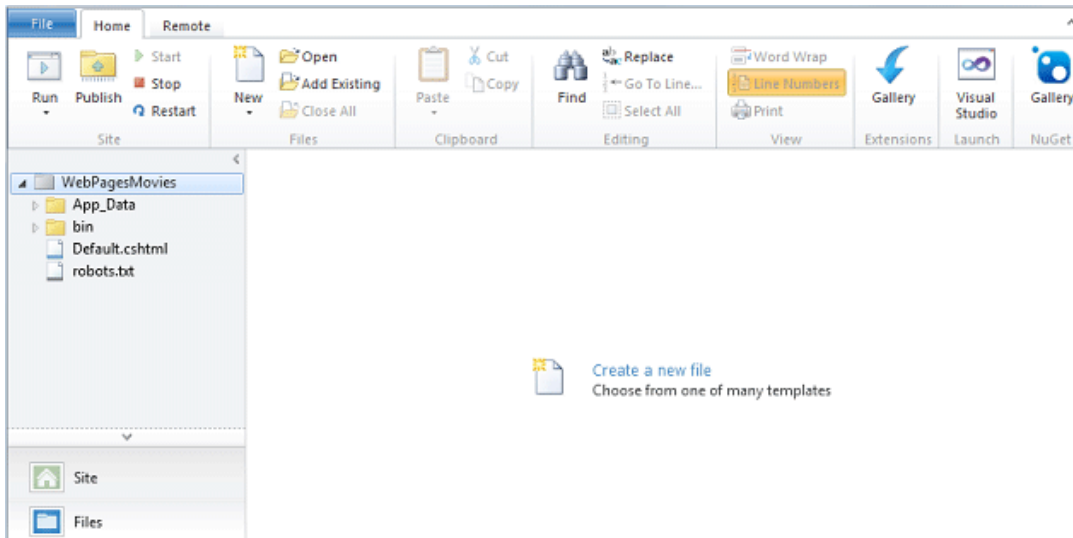 File Home Remote
Start Open Cut Replace Word Wrap
Stop Add Existing Copy Go To Line... Line Numbers
Run Publish New Paste Find Gallery Visual Studio Gallery
Restart Close All Select All Print
Site Files Clipboard Editing View Extensions Launch NuGet
WebPagesMovies
App_Data
bin
Default.cshtml
robots.txt
Create a new file
Choose from one of many templates
Site
Files